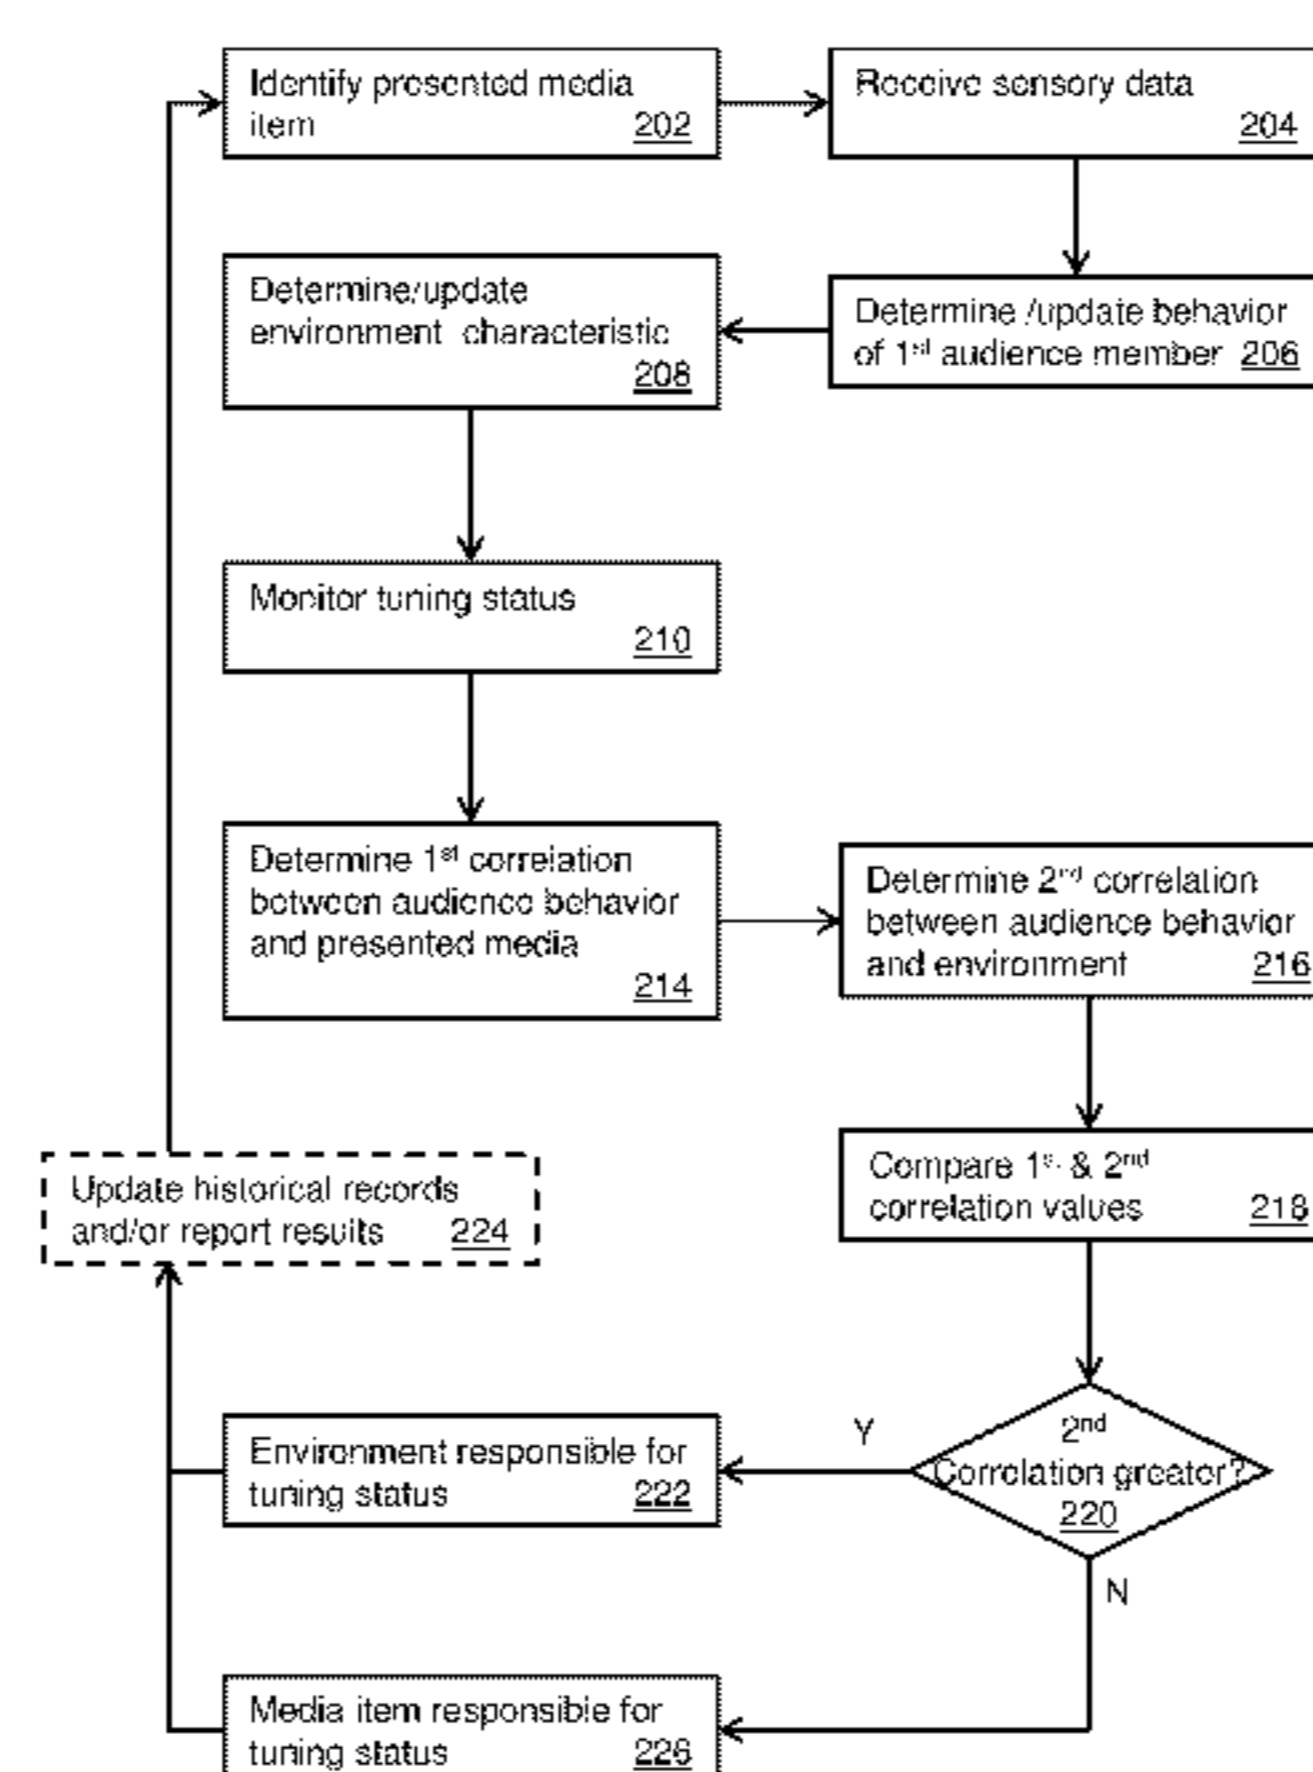 Identify presented media
item 202
Receive sensory data
204
Determine/update
environment characteristic
208
Determine /update behavior
of 1st audience member 206
Monitor tuning status
210
Determine 1st correlation
between audience behavior
and presented media
214
Determine 2nd correlation
between audience behavior
and environment 216
Compare 1st & 2nd
correlation values 218
Update historical records
and/or report results 224
2nd
Correlation greater?
220
Y
N
Environment responsible for
tuning status 222
Media item responsible for
tuning status 226